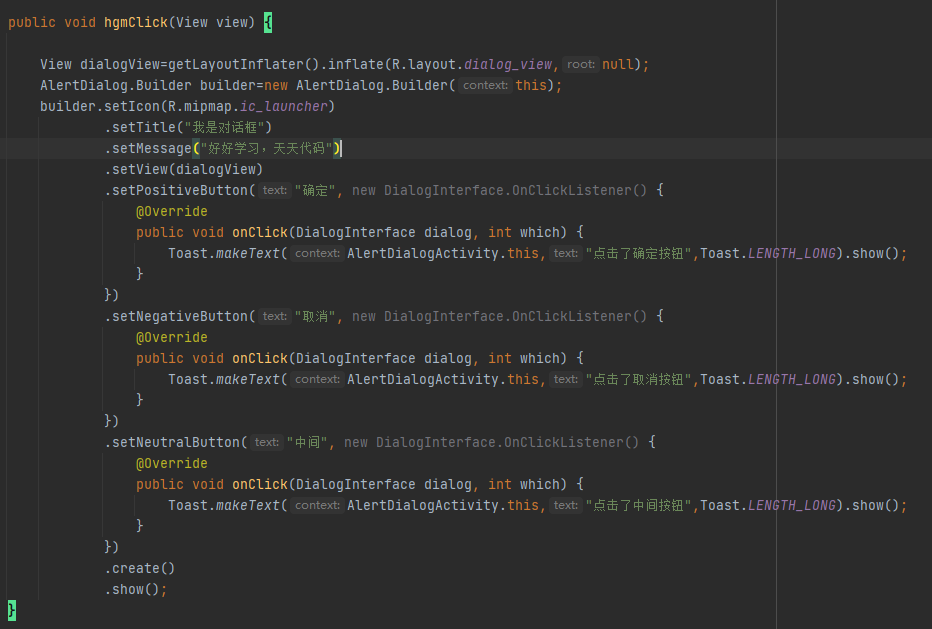 public void hgmClick(View view) {
View dialogView=getLayoutInflater().inflate(R.layout.dialog_view, root: null);
AlertDialog.Builder builder=new AlertDialog.Builder( context: this);
builder.setIcon(R.mipmap.ic_launcher)
.setTitle("我是对话框")
.setMessage("好好学习，天天代码")
.setView(dialogView)
.setPositiveButton( text: "确定", new DialogInterface.OnClickListener() {
@Override
public void onClick(DialogInterface dialog, int which) {
Toast.makeText( context: AlertDialogActivity.this, text: "点击了确定按钮",Toast.LENGTH_LONG).show();
}
})
.setNegativeButton( text: "取消", new DialogInterface.OnClickListener() {
@Override
public void onClick(DialogInterface dialog, int which) {
Toast.makeText( context: AlertDialogActivity.this, text: "点击了取消按钮",Toast.LENGTH_LONG).show();
}
})
.setNeutralButton( text: "中间", new DialogInterface.OnClickListener() {
@Override
public void onClick(DialogInterface dialog, int which) {
Toast.makeText( context: AlertDialogActivity.this, text: "点击了中间按钮",Toast.LENGTH_LONG).show();
}
})
.create()
.show();
}